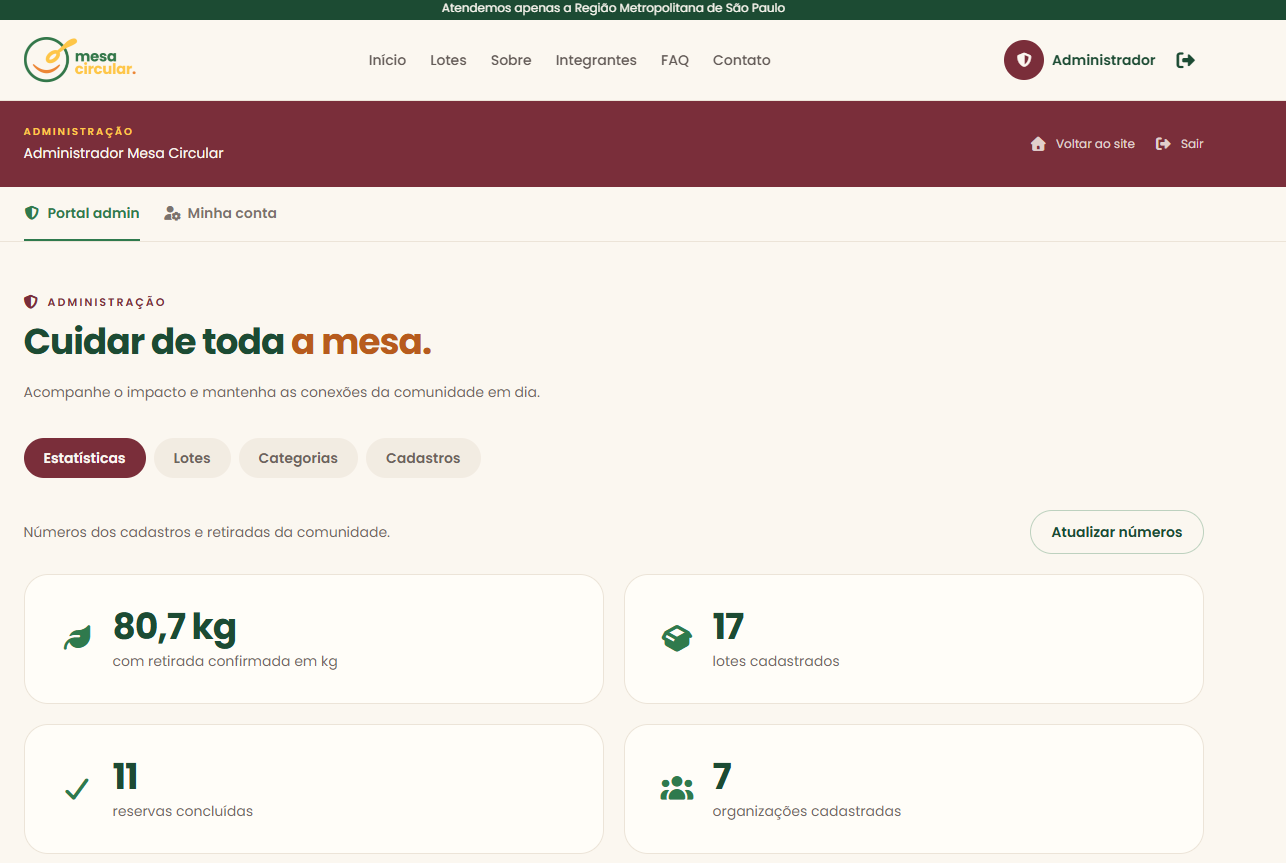 Atendemos apenas a Região Metropolitana de São Paulo
mesa
circular.
Início Lotes Sobre Integrantes FAQ Contato
Administrador
ADMINISTRAÇÃO
Administrador Mesa Circular
Voltar ao site Sair
Portal admin Minha conta
ADMINISTRAÇÃO
Cuidar de toda a mesa.
Acompanhe o impacto e mantenha as conexões da comunidade em dia.
Estatísticas Lotes Categorias Cadastros
Números dos cadastros e retiradas da comunidade.
Atualizar números
80,7 kg
com retirada confirmada em kg
17
lotes cadastrados
11
reservas concluídas
7
organizações cadastradas